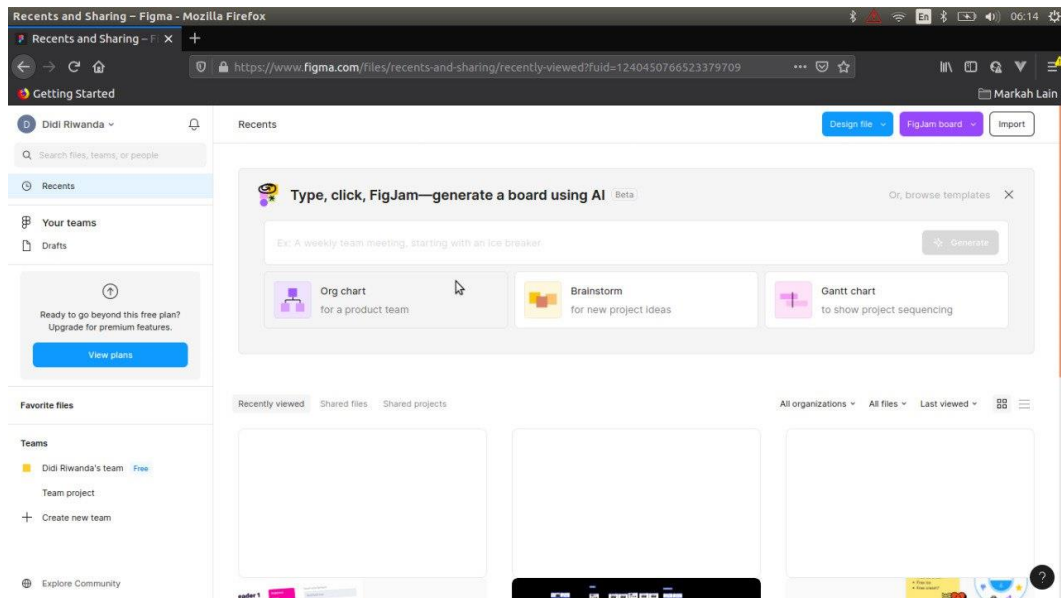 Recents and Sharing – Figma - Mozilla Firefox
En
06:14
Recents and Sharing – Fi
https://www.figma.com/files/recents-and-sharing/recently-viewed?fuid=1240450766523379709
Getting Started
Markah Lain
D Didi Riwanda
Recents
Design file
FigJam board
Import
Search files, teams, or people
Recents
Type, click, FigJam—generate a board using AI Beta
Or, browse templates
Your teams
Drafts
Ex: A weekly team meeting, starting with an ice breaker.
Generate
Org chart
for a product team
Brainstorm
for new project ideas
Gantt chart
to show project sequencing
Ready to go beyond this free plan?
Upgrade for premium features.
View plans
Favorite files
Recently viewed Shared files Shared projects
All organizations All files Last viewed
Teams
Didi Riwanda's team Free
Team project
Create new team
Explore Community
eader 1
?